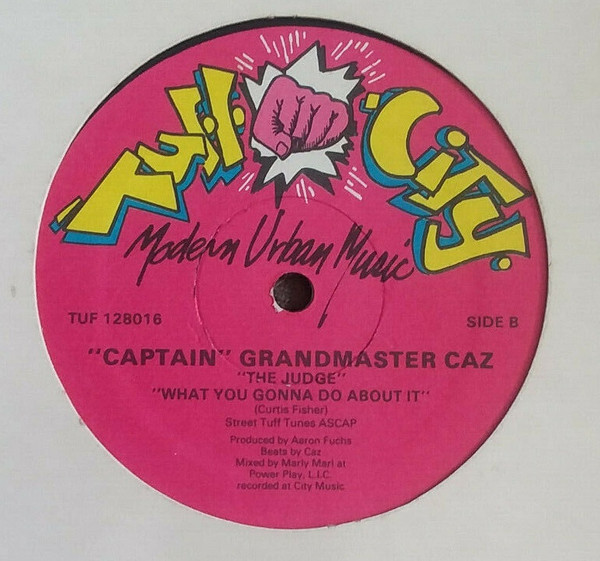 Tuff City
Modern Urban Music
TUF 128016
SIDE B
"CAPTAIN" GRANDMASTER CAZ
"THE JUDGE"
"WHAT YOU GONNA DO ABOUT IT"
(Curtis Fisher)
Street Tuff Tunes ASCAP
Produced by Aaron Fuchs
Beats by Caz
Mixed by Marly Marl at
Power Play, L.I.C.
recorded at City Music